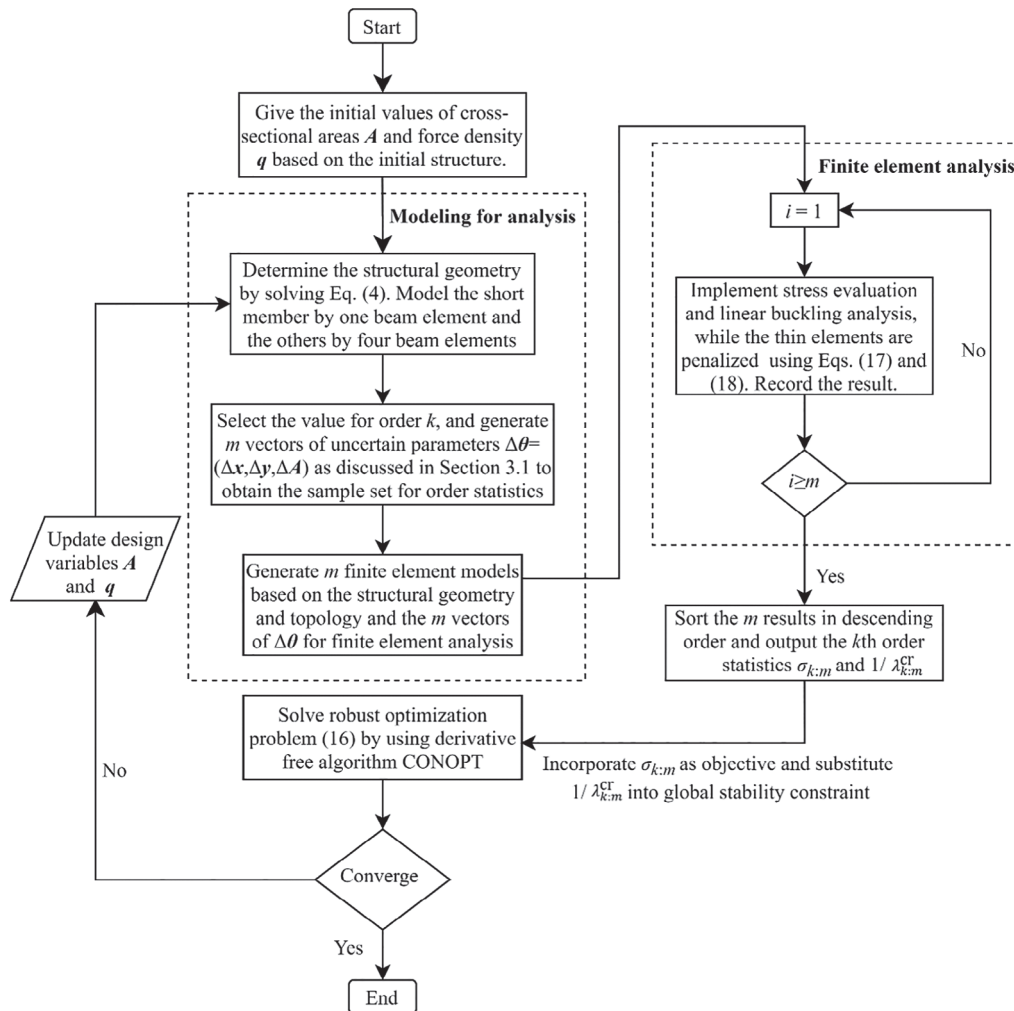 Start
Give the initial values of cross-
sectional areas A and force density
q based on the initial structure.
Modeling for analysis
Determine the structural geometry
by solving Eq. (4). Model the short
member by one beam element and
the others by four beam elements
Select the value for order k, and generate
m vectors of uncertain parameters Δθ=
(Δx,Δy,ΔA) as discussed in Section 3.1 to
obtain the sample set for order statistics
Generate m finite element models
based on the structural geometry
and topology and the m vectors
of Δθ for finite element analysis
Finite element analysis
i = 1
Implement stress evaluation
and linear buckling analysis,
while the thin elements are
penalized using Eqs. (17) and
(18). Record the result.
No
i≥m
Yes
Sort the m results in descending
order and output the kth order
statistics σ_{k:m} and 1/ λ^{cr}_{k:m}
Incorporate σ_{k:m} as objective and substitute
1/ λ^{cr}_{k:m} into global stability constraint
Solve robust optimization
problem (16) by using derivative
free algorithm CONOPT
Converge
No
Update design
variables A
and q
Yes
End